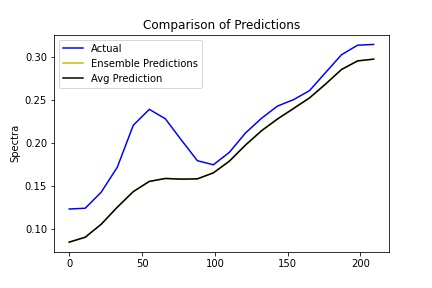 Comparison of Predictions
Actual
Ensemble Predictions
Avg Prediction
Spectra
0.30
0.25
0.20
0.15
0.10
0 50 100 150 200